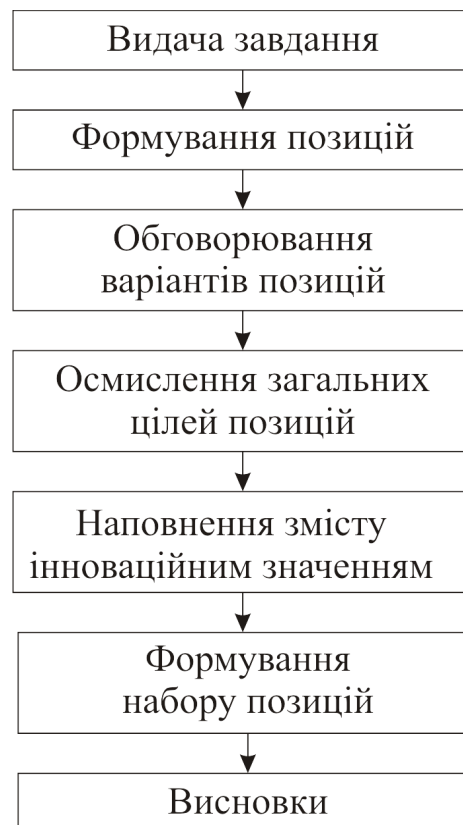 Видача завдання
Формування позицій
Обговорювання
варіантів позицій
Осмислення загальних
цілей позицій
Наповнення змісту
інноваційним значенням
Формування
набору позицій
Висновки